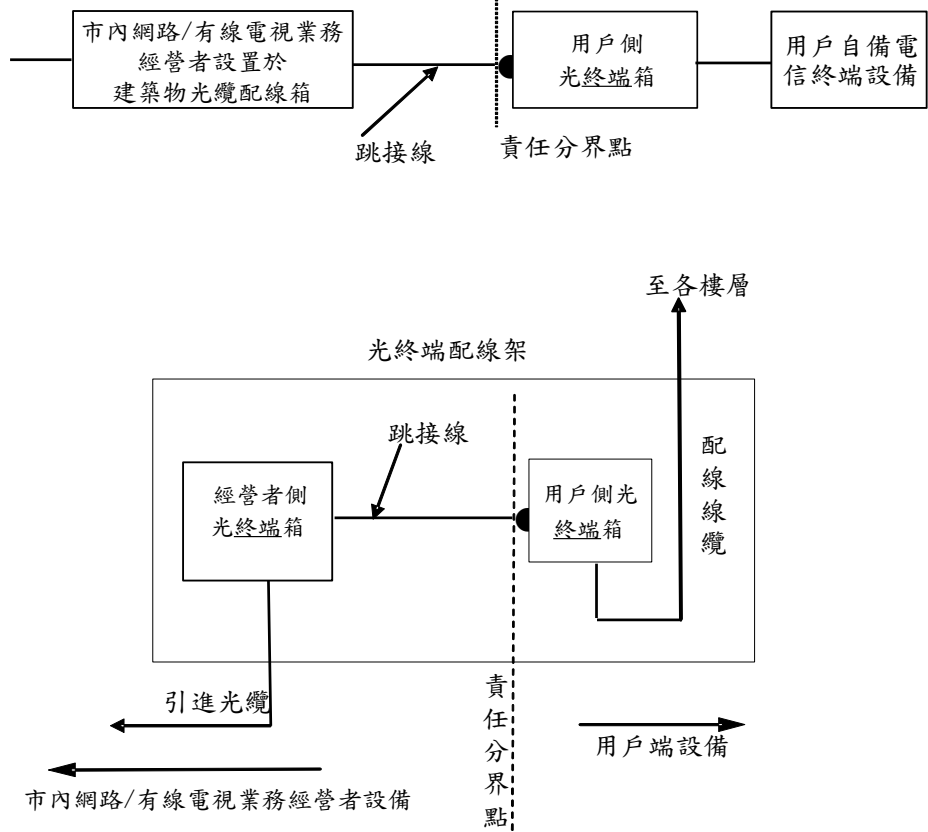 市內網路/有線電視業務
經營者設置於
建築物光纜配線箱
用戶側
光終端箱
用戶自備電
信終端設備
跳接線
責任分界點
至各樓層
光終端配線架
跳接線
配線線纜
經營者側
光終端箱
用戶側光
終端箱
引進光纜
責任分界點
用戶端設備
市內網路/有線電視業務經營者設備